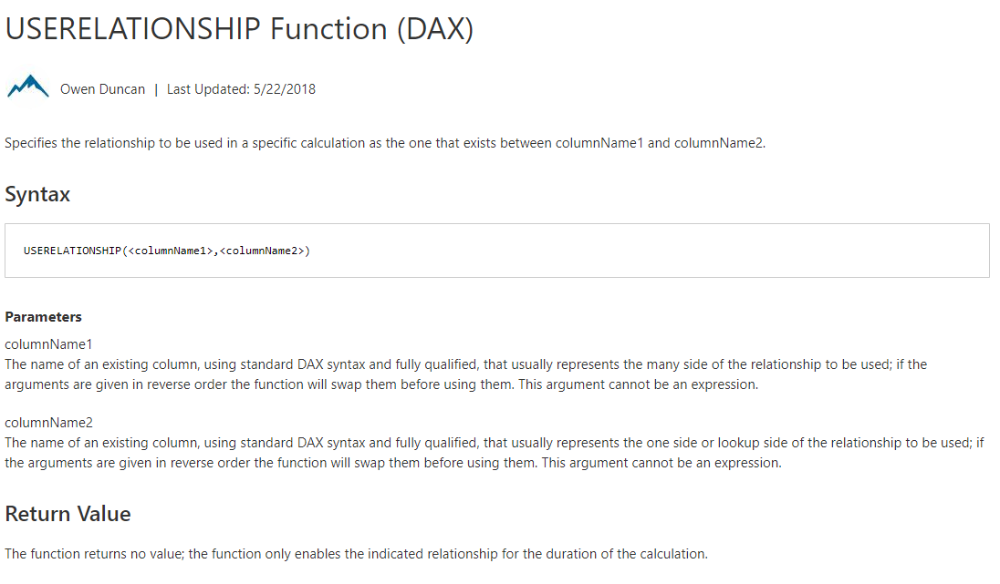 USERELATIONSHIP Function (DAX)
Owen Duncan | Last Updated: 5/22/2018
Specifies the relationship to be used in a specific calculation as the one that exists between columnName1 and columnName2.
Syntax
USERELATIONSHIP(<columnName1>,<columnName2>)
Parameters
columnName1
The name of an existing column, using standard DAX syntax and fully qualified, that usually represents the many side of the relationship to be used; if the
arguments are given in reverse order the function will swap them before using them. This argument cannot be an expression.
columnName2
The name of an existing column, using standard DAX syntax and fully qualified, that usually represents the one side or lookup side of the relationship to be used; if
the arguments are given in reverse order the function will swap them before using them. This argument cannot be an expression.
Return Value
The function returns no value; the function only enables the indicated relationship for the duration of the calculation.